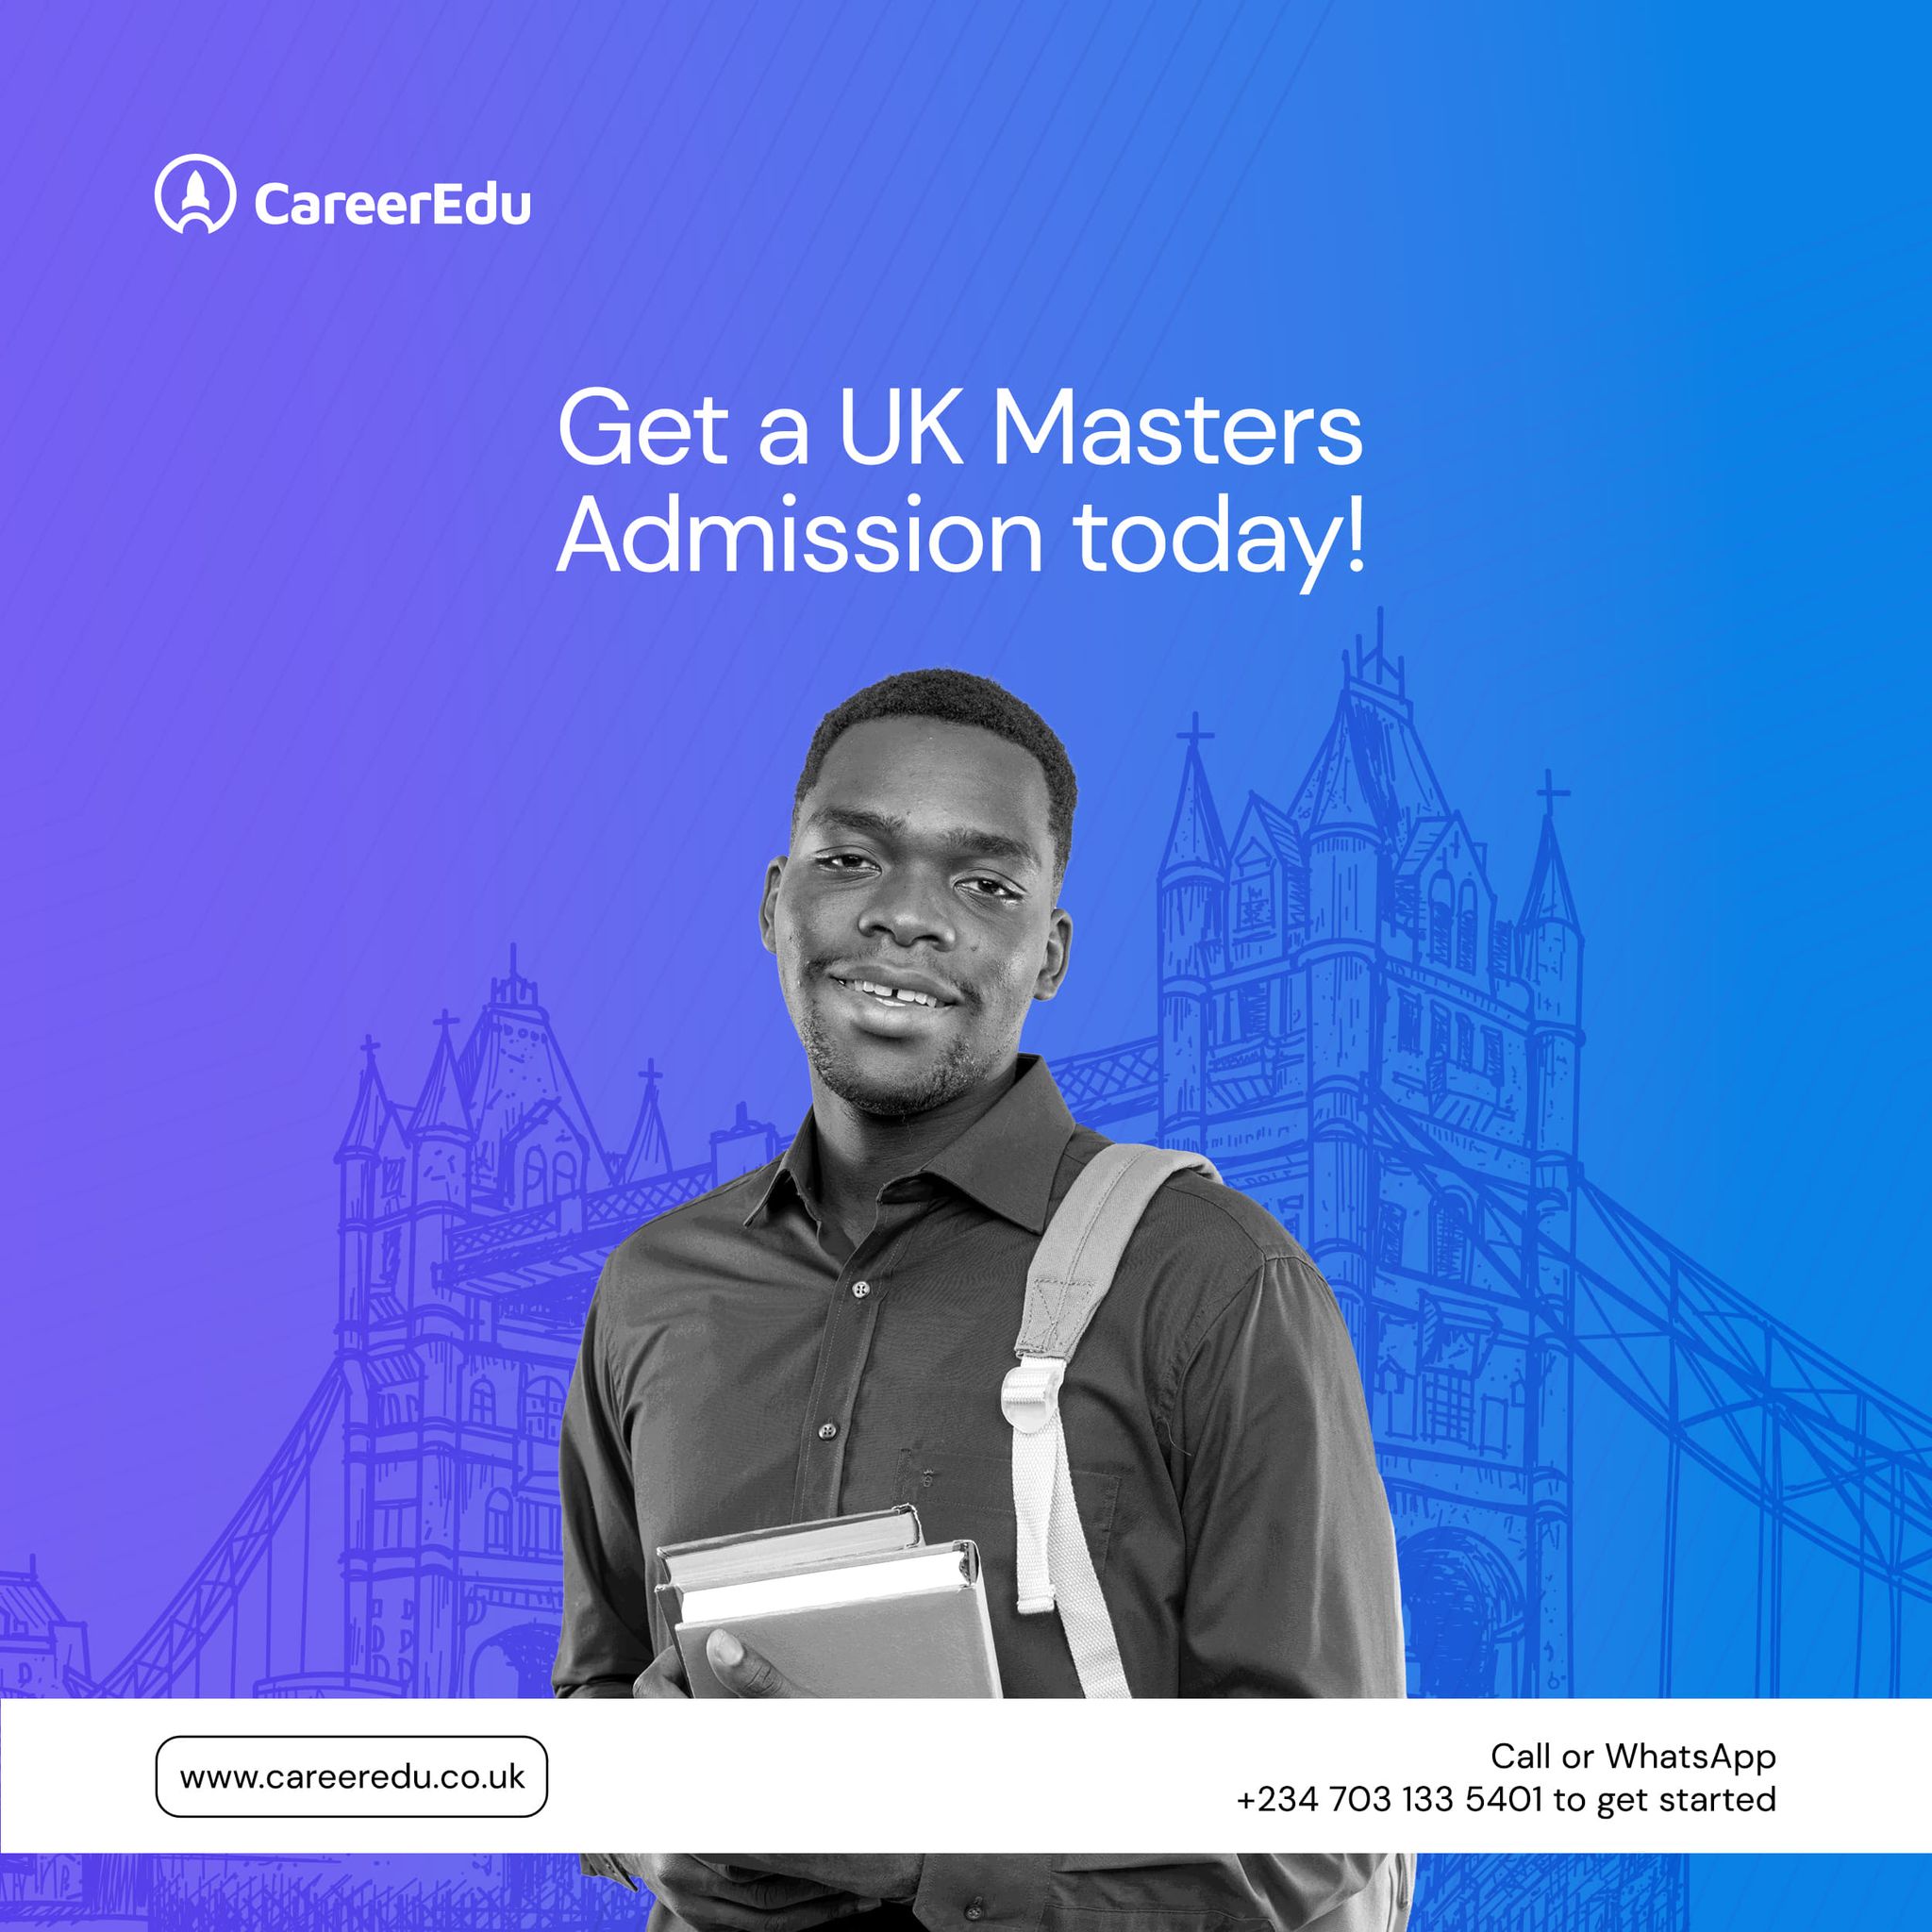 CareerEdu
Get a UK Masters
Admission today!
www.careeredu.co.uk
Call or WhatsApp
+234 703 133 5401 to get started